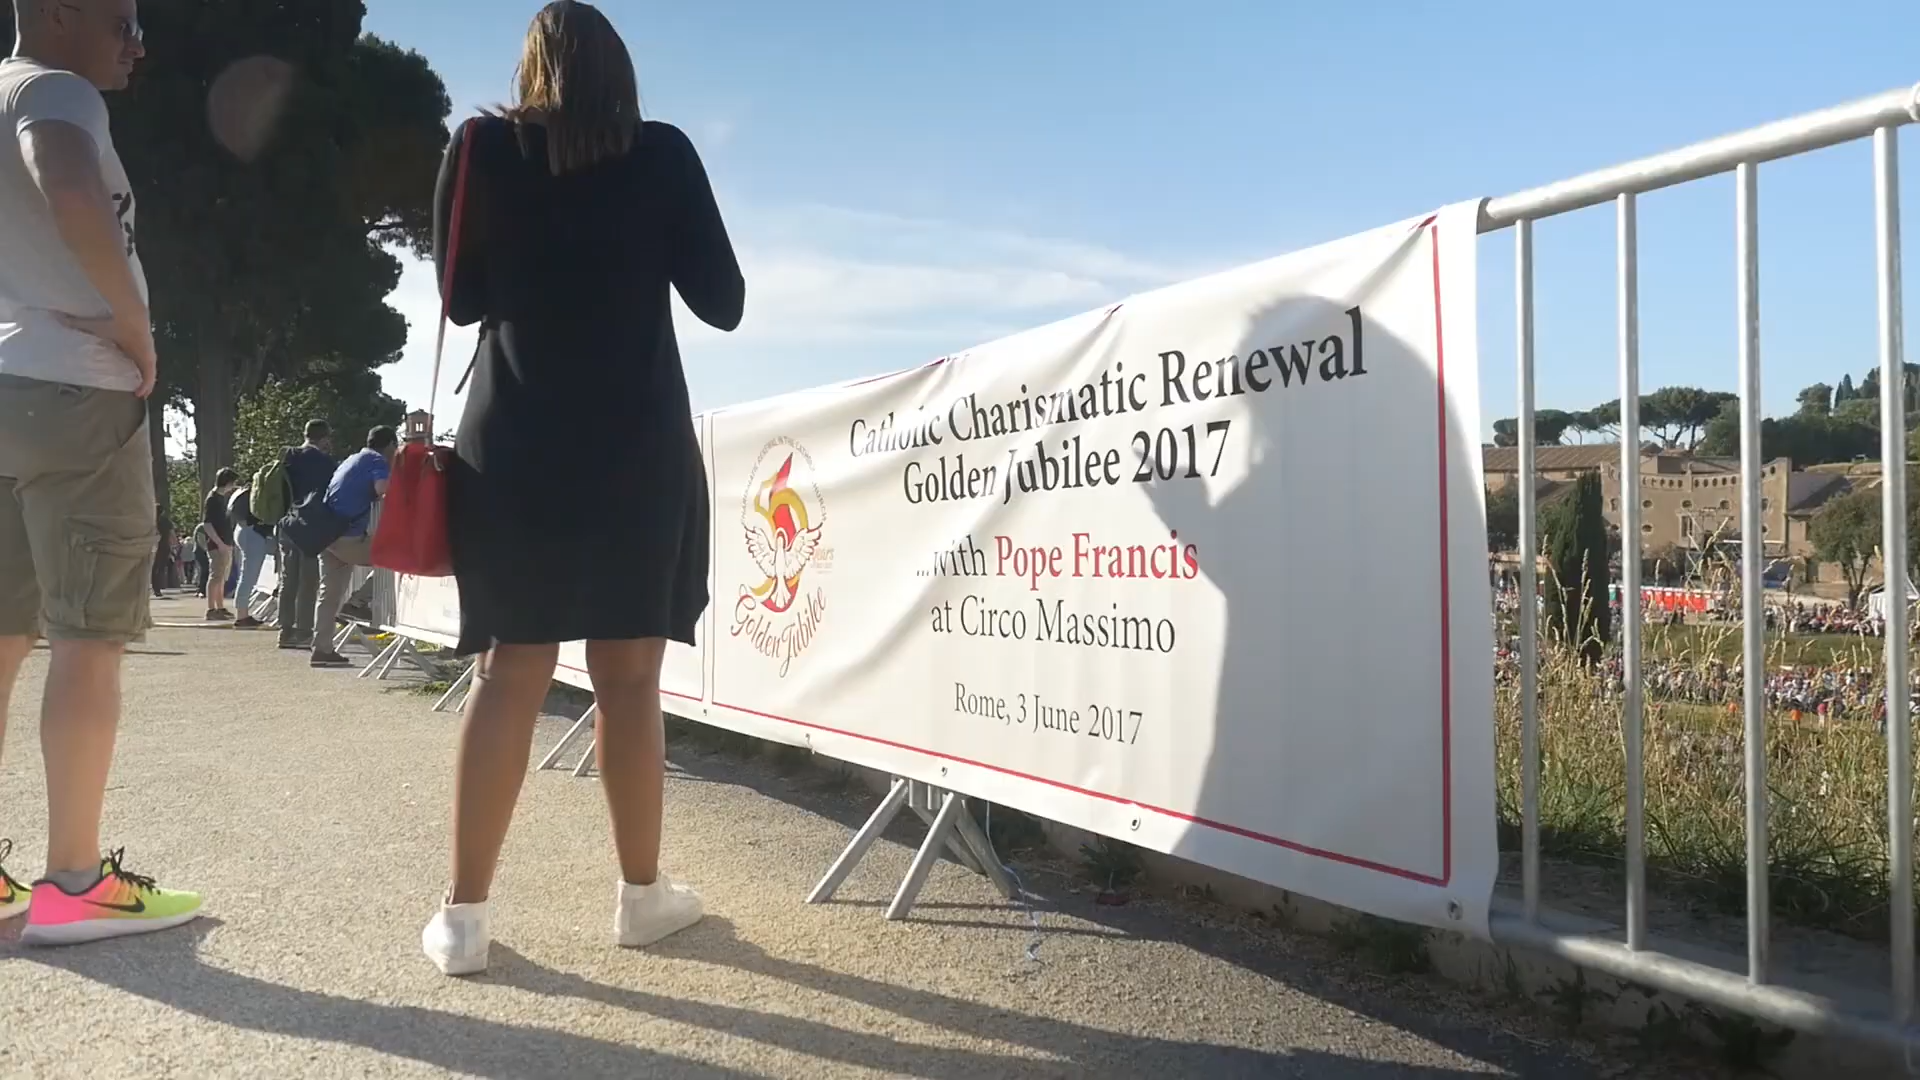 Catholic Charismatic Renewal
Golden Jubilee 2017
...with Pope Francis
at Circo Massimo
Rome, 3 June 2017
Golden Jubilee